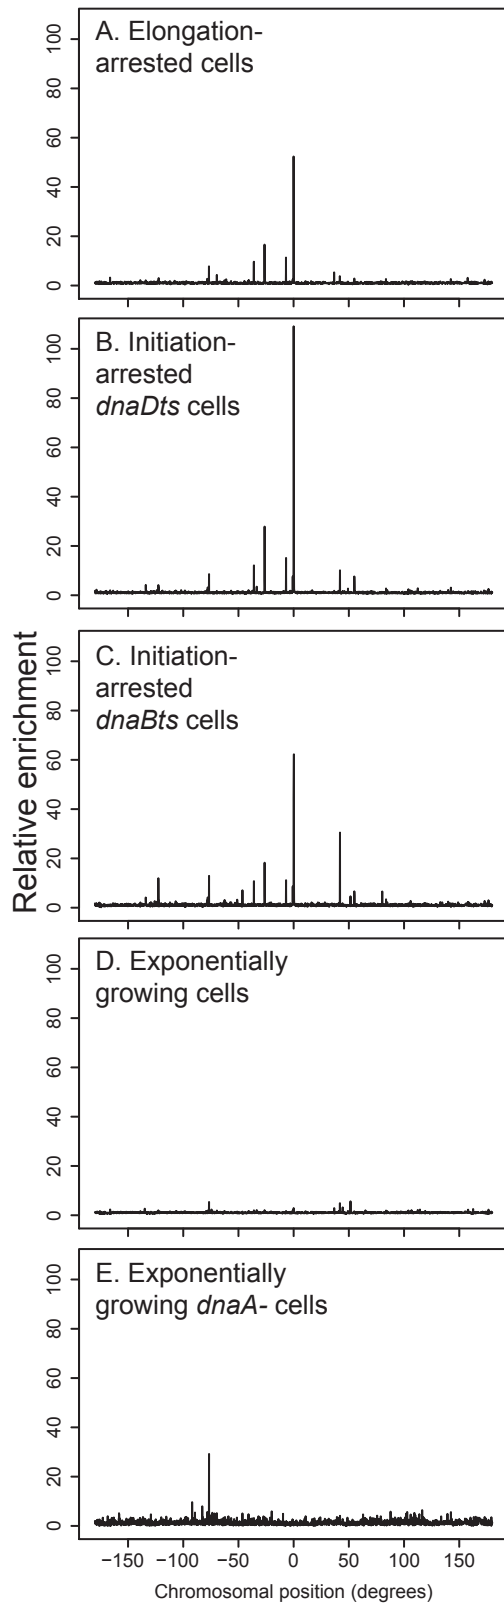 A. Elongation-
arrested cells
0 20 40 60 80 100
B. Initiation-
arrested
dnaDts cells
0 20 40 60 80 100
C. Initiation-
arrested
dnaBts cells
0 20 40 60 80 100
Relative enrichment
D. Exponentially
growing cells
0 20 40 60 80 100
E. Exponentially
growing dnaA- cells
0 20 40 60 80 100
−150 −100 −50 0 50 100 150
Chromosomal position (degrees)